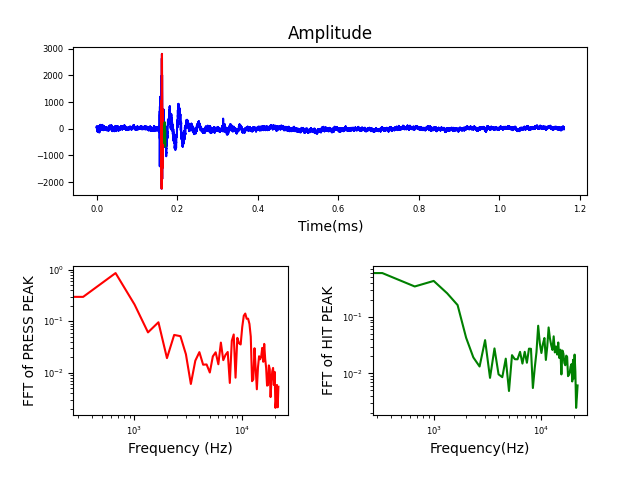 Amplitude
3000
2000
1000
0
−1000
−2000
0.0 0.2 0.4 0.6 0.8 1.0 1.2
Time(ms)
FFT of PRESS PEAK
10⁰
10⁻¹
10⁻²
10³ 10⁴
Frequency (Hz)
FFT of HIT PEAK
10⁻¹
10⁻²
10³ 10⁴
Frequency(Hz)